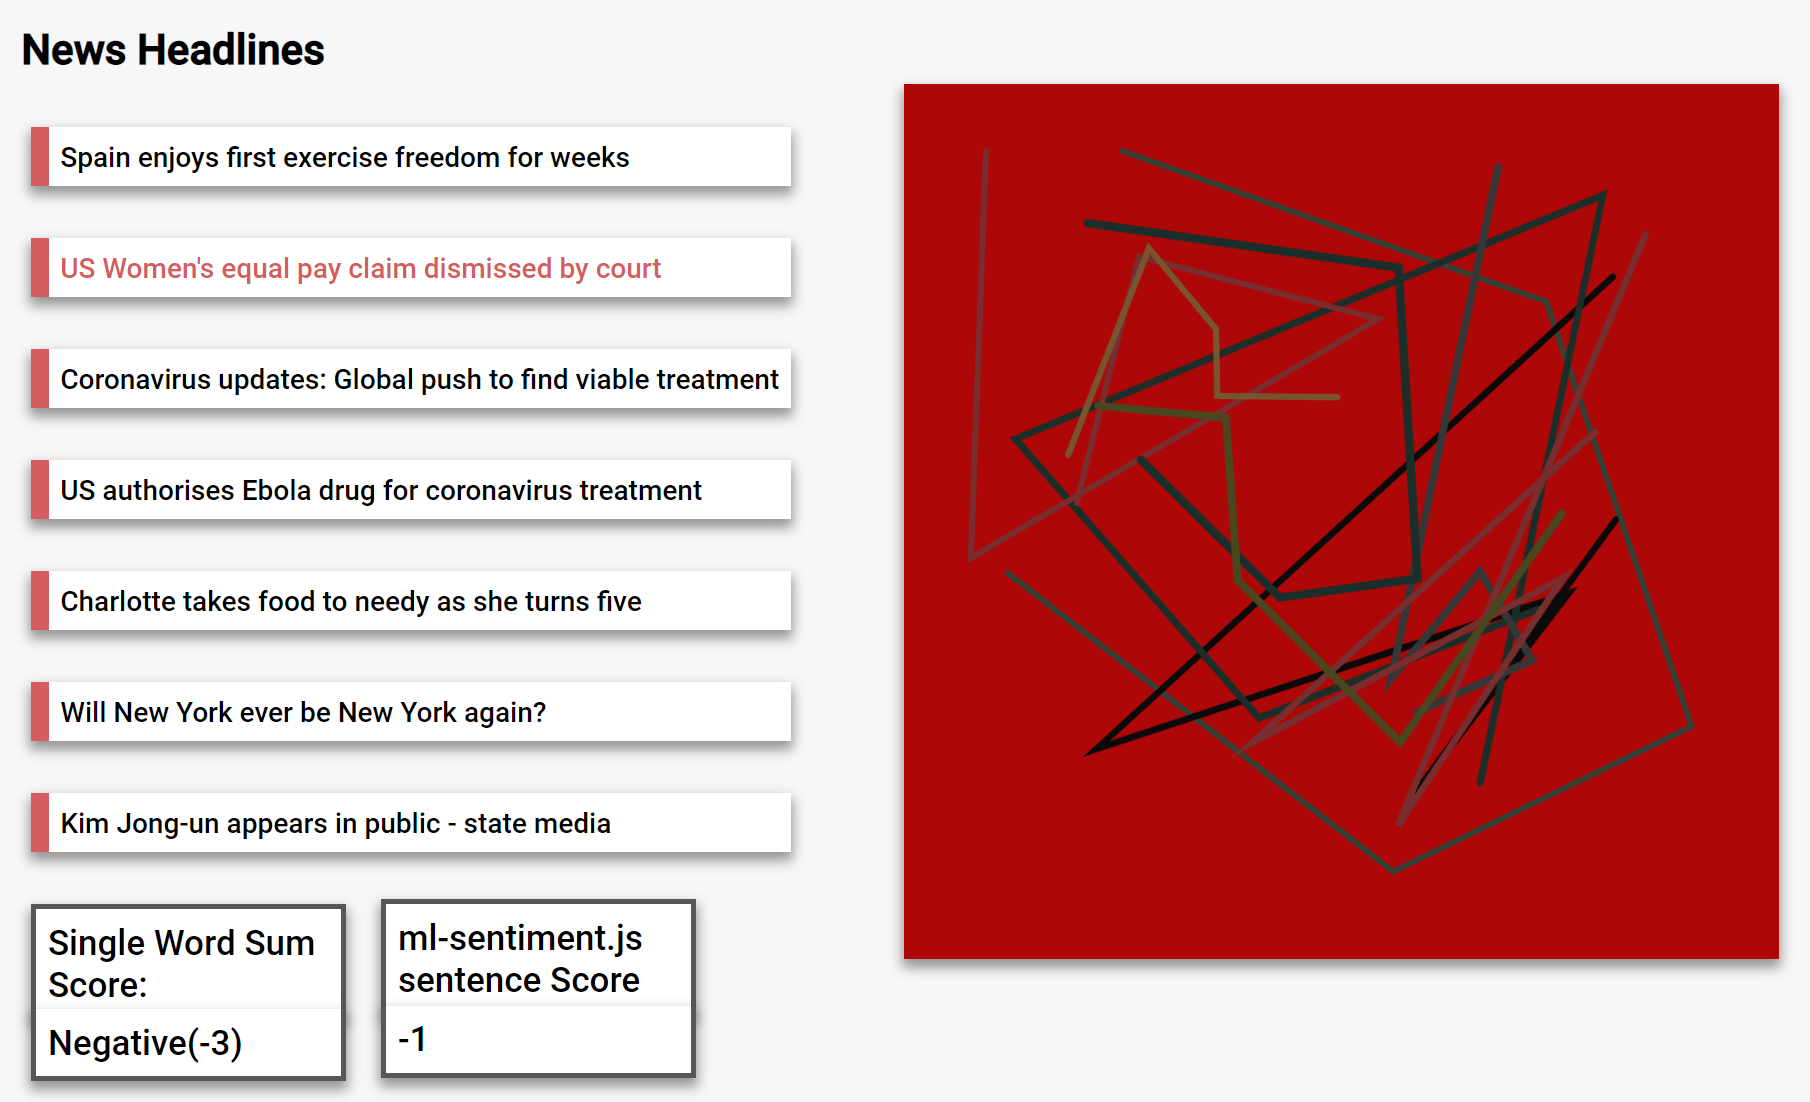 News Headlines
Spain enjoys first exercise freedom for weeks
US Women's equal pay claim dismissed by court
Coronavirus updates: Global push to find viable treatment
US authorises Ebola drug for coronavirus treatment
Charlotte takes food to needy as she turns five
Will New York ever be New York again?
Kim Jong-un appears in public - state media
Single Word Sum
Score:
Negative(-3)
ml-sentiment.js
sentence Score
-1